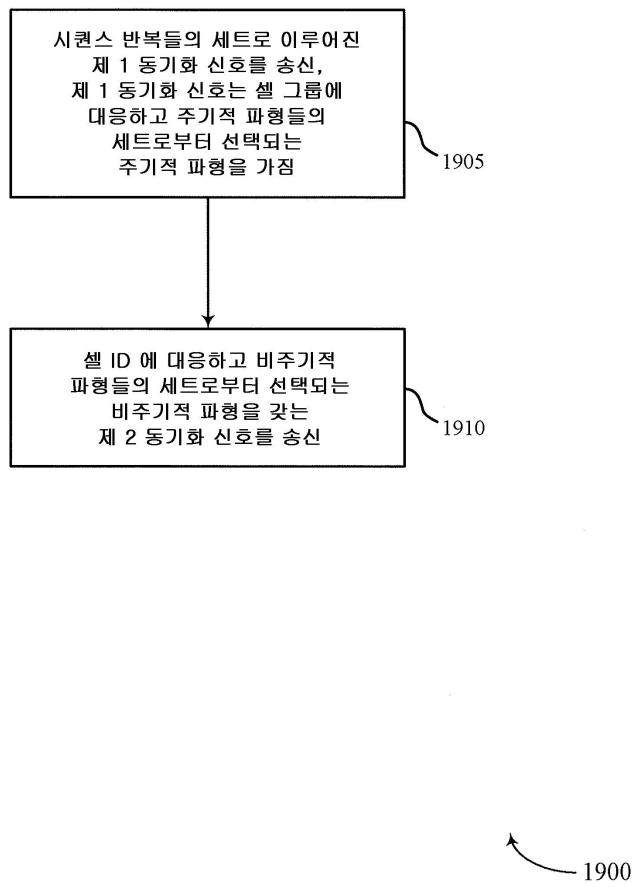 시퀀스 반복들의 세트로 이루어진
제 1 동기화 신호를 송신,
제 1 동기화 신호는 셀 그룹에
대응하고 주기적 파형들의
세트로부터 선택되는
주기적 파형을 가짐
1905
셀 ID 에 대응하고 비주기적
파형들의 세트로부터 선택되는
비주기적 파형을 갖는
제 2 동기화 신호를 송신
1910
1900